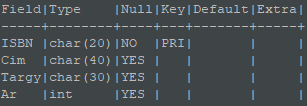 Field|Type    |Null|Key|Default|Extra|
-----+--------+----+---+-------+-----+
ISBN |char(20)|NO  |PRI|       |     |
Cim  |char(40)|YES |   |       |     |
Targy|char(30)|YES |   |       |     |
Ar   |int     |YES |   |       |     |